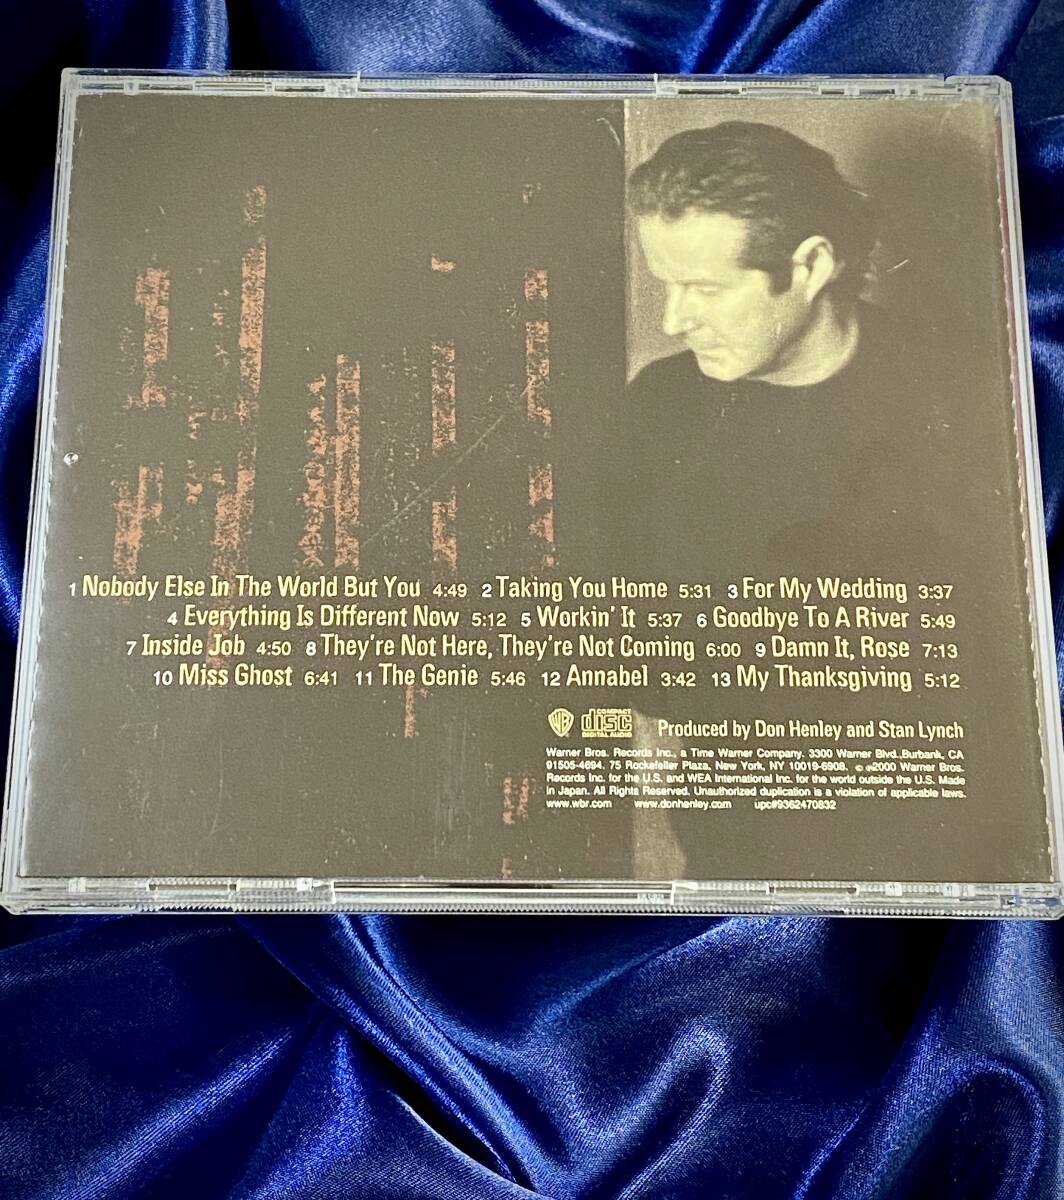 1 Nobody Else In The World But You 4:49 2 Taking You Home 5:31 3 For My Wedding 3:37
4 Everything Is Different Now 5:12 5 Workin' It 5:37 6 Goodbye To A River 5:49
7 Inside Job 4:50 8 They're Not Here, They're Not Coming 6:00 9 Damn It, Rose 7:13
10 Miss Ghost 6:41 11 The Genie 5:46 12 Annabel 3:42 13 My Thanksgiving 5:12
WB COMPACT disc DIGITAL AUDIO Produced by Don Henley and Stan Lynch
Warner Bros. Records Inc., a Time Warner Company. 3300 Warner Blvd.,Burbank, CA
91505-4694. 75 Rockefeller Plaza, New York, NY 10019-6908. © ℗2000 Warner Bros.
Records Inc. for the U.S. and WEA International Inc. for the world outside the U.S. Made
in Japan. All Rights Reserved. Unauthorized duplication is a violation of applicable laws.
www.wbr.com www.donhenley.com upc#9362470832